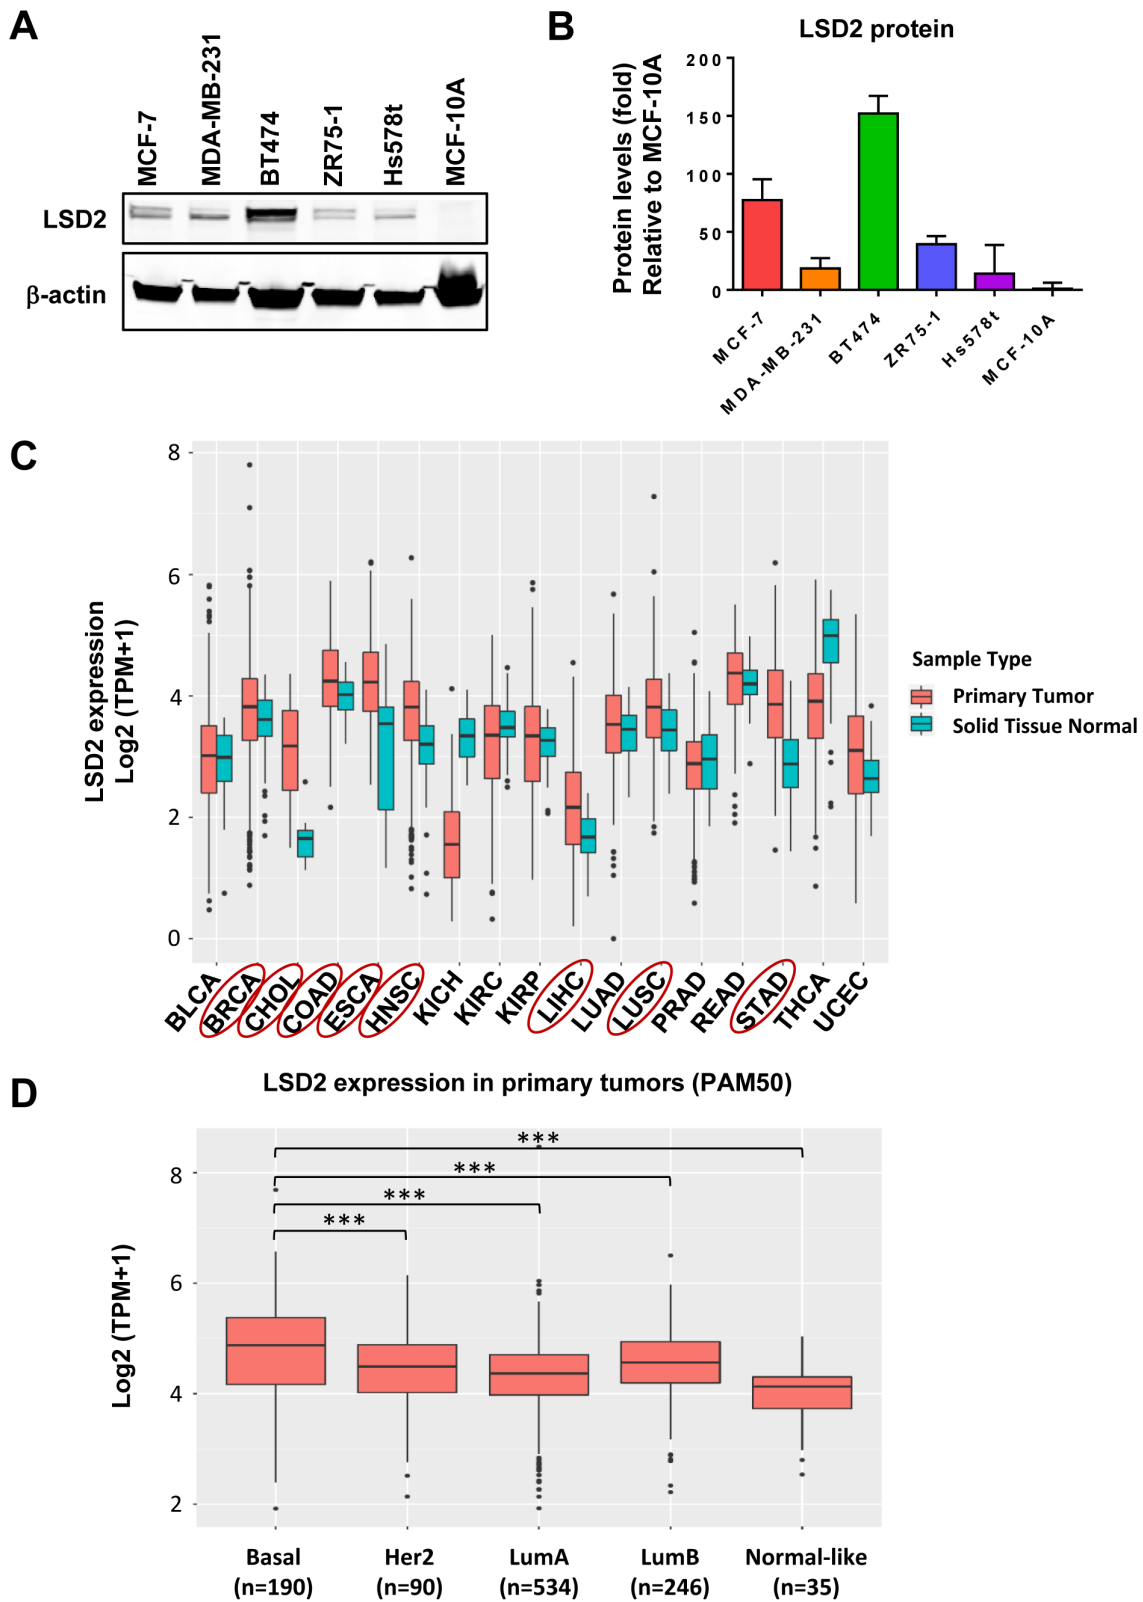 A
MCF-7
MDA-MB-231
BT474
ZR75-1
Hs578t
MCF-10A
LSD2
β-actin
B
LSD2 protein
Protein levels (fold)
Relative to MCF-10A
200
150
100
50
0
MCF-7
MDA-MB-231
BT474
ZR75-1
Hs578t
MCF-10A
C
LSD2 expression
Log2 (TPM+1)
8
6
4
2
0
BLCA
BRCA
CHOL
COAD
ESCA
HNSC
KICH
KIRC
KIRP
LIHC
LUAD
LUSC
PRAD
READ
STAD
THCA
UCEC
Sample Type
Primary Tumor
Solid Tissue Normal
D
LSD2 expression in primary tumors (PAM50)
Log2 (TPM+1)
8
6
4
2
***
***
***
***
Basal
(n=190)
Her2
(n=90)
LumA
(n=534)
LumB
(n=246)
Normal-like
(n=35)